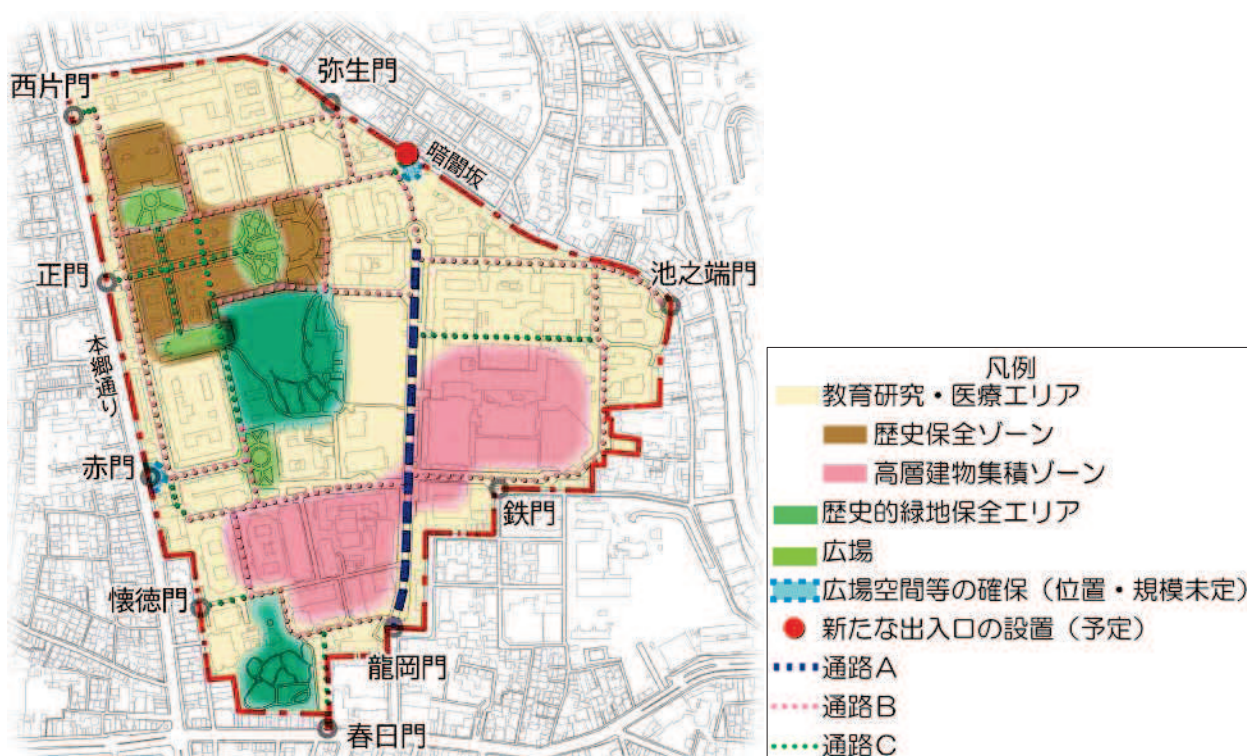 西片門
弥生門
暗闇坂
正門
池之端門
本郷通り
赤門
鉄門
懐徳門
龍岡門
春日門
凡例
教育研究・医療エリア
歴史保全ゾーン
高層建物集積ゾーン
歴史的緑地保全エリア
広場
広場空間等の確保（位置・規模未定）
新たな出入口の設置（予定）
通路A
通路B
通路C